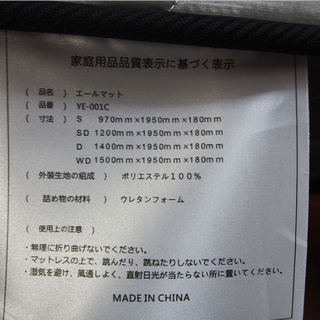 家庭用品品質表示に基づく表示
( 品名 ) エールマット
( 品番 ) YE-001C
( 寸法 ) S 970mm×1950mm×180mm
SD 1200mm×1950mm×180mm
D 1400mm×1950mm×180mm
WD 1500mm×1950mm×180mm
( 外装生地の組成 ) ポリエステル100%
( 詰め物の材料 ) ウレタンフォーム
( 使用上の注意 )
・無理に折り曲げないでください。
・マットレスの上で、跳んだり、跳ねたりしないでください。
・湿気を避け、風通しよく、直射日光が当たらない所に置いてください。
MADE IN CHINA